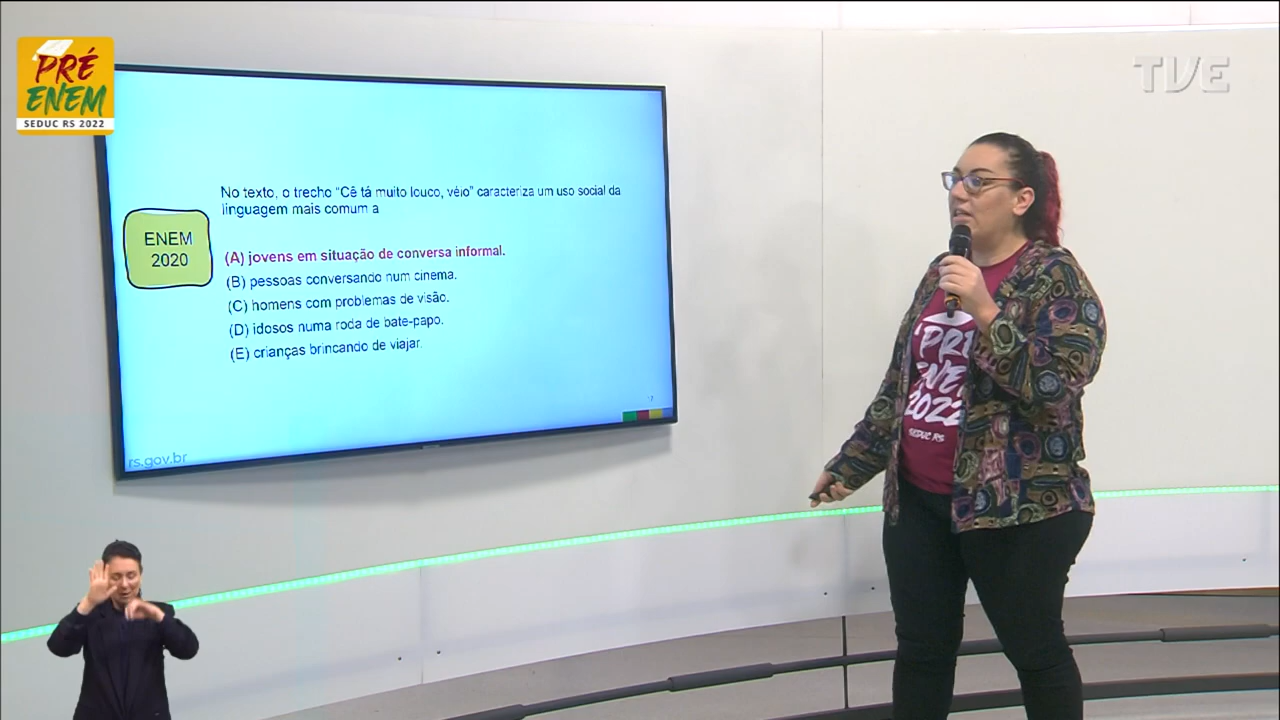 PRÉ
ENEM
SEDUC RS 2022
TVE
No texto, o trecho “Cê tá muito louco, véio” caracteriza um uso social da
linguagem mais comum a
ENEM
2020
(A) jovens em situação de conversa informal.
(B) pessoas conversando num cinema.
(C) homens com problemas de visão.
(D) idosos numa roda de bate-papo.
(E) crianças brincando de viajar.
rs.gov.br
PRÉ
ENEM
2022
SEDUC RS